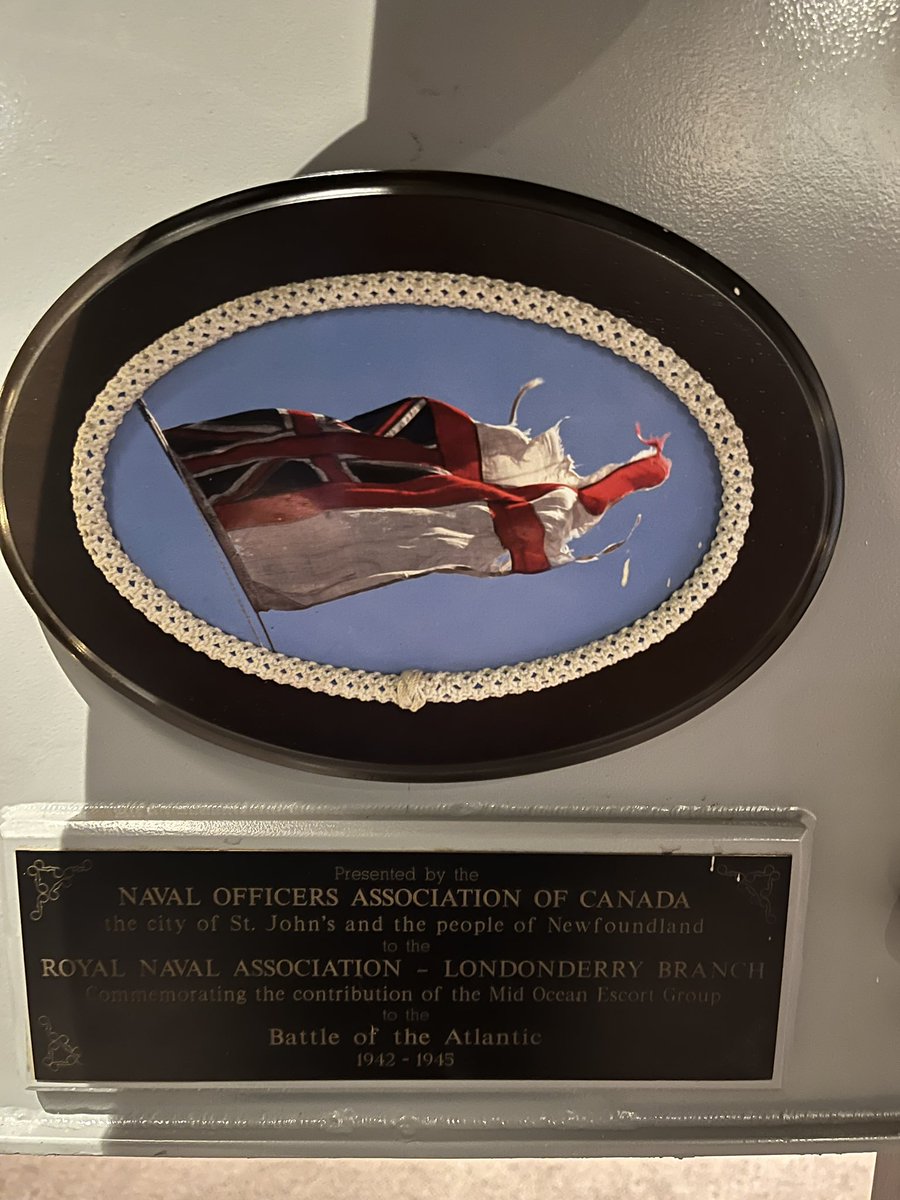 Presented by the
NAVAL OFFICERS ASSOCIATION OF CANADA
the city of St. John's and the people of Newfoundland
to the
ROYAL NAVAL ASSOCIATION - LONDONDERRY BRANCH
Commemorating the contribution of the Mid Ocean Escort Group
to the
Battle of the Atlantic
1942 - 1945